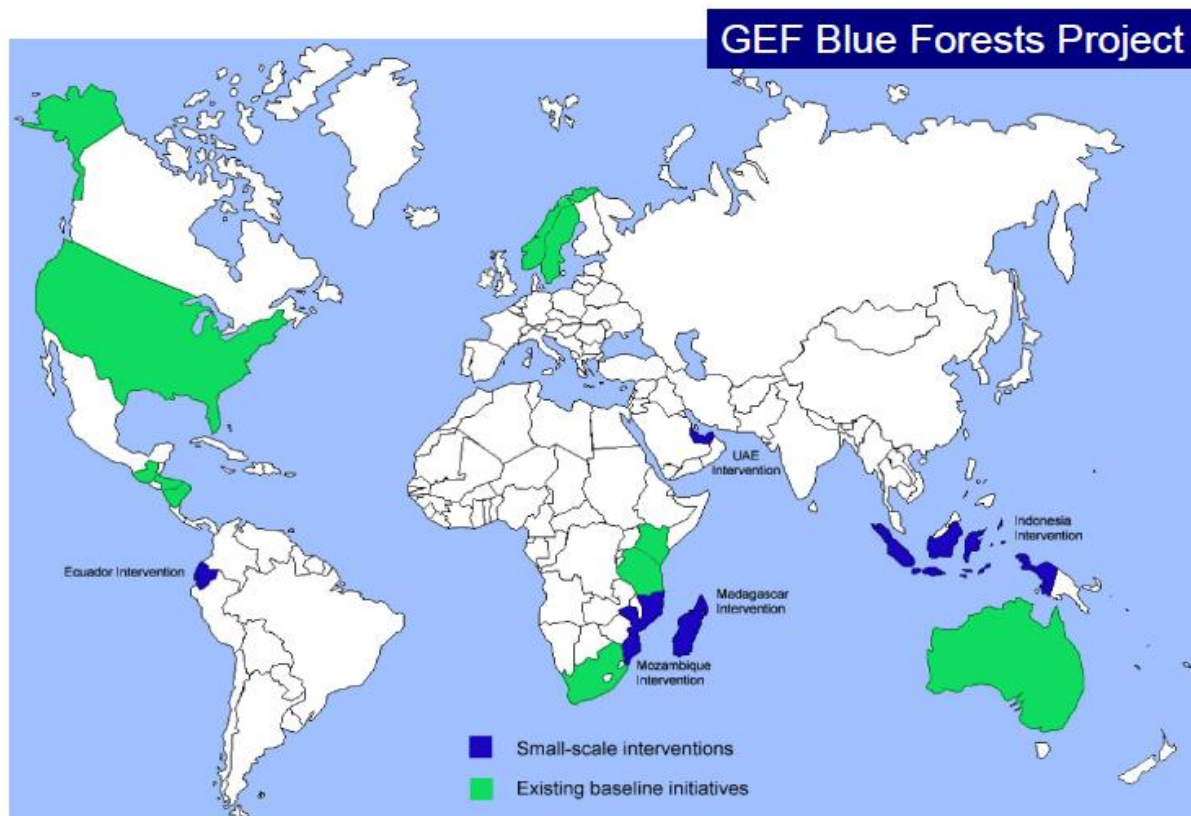 GEF Blue Forests Project
UAE
Intervention
Indonesia
Intervention
Ecuador Intervention
Madagascar
Intervention
Mozambique
Intervention
Small-scale interventions
Existing baseline initiatives